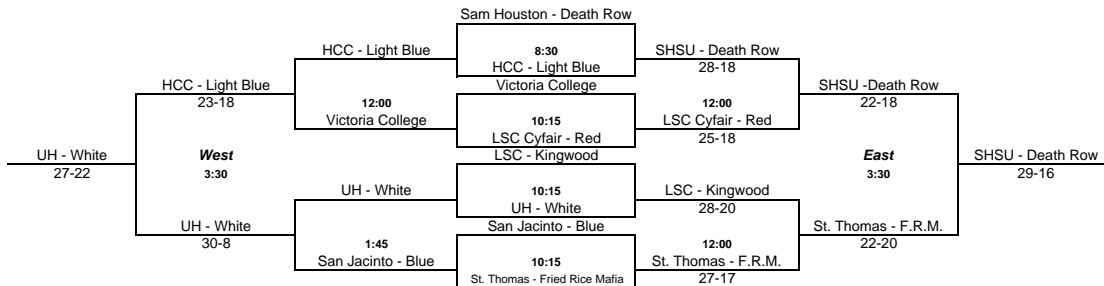 Sam Houston - Death Row
HCC - Light Blue 8:30 SHSU - Death Row
HCC - Light Blue 28-18
HCC - Light Blue Victoria College SHSU -Death Row
23-18 12:00 10:15 12:00 22-18
Victoria College LSC Cyfair - Red LSC Cyfair - Red
25-18
UH - White West LSC - Kingwood East SHSU - Death Row
27-22 3:30 3:30 29-16
UH - White 10:15 LSC - Kingwood
UH - White 28-20
UH - White San Jacinto - Blue St. Thomas - F.R.M.
30-8 1:45 12:00 22-20
San Jacinto - Blue 10:15 St. Thomas - F.R.M.
St. Thomas - Fried Rice Mafia 27-17